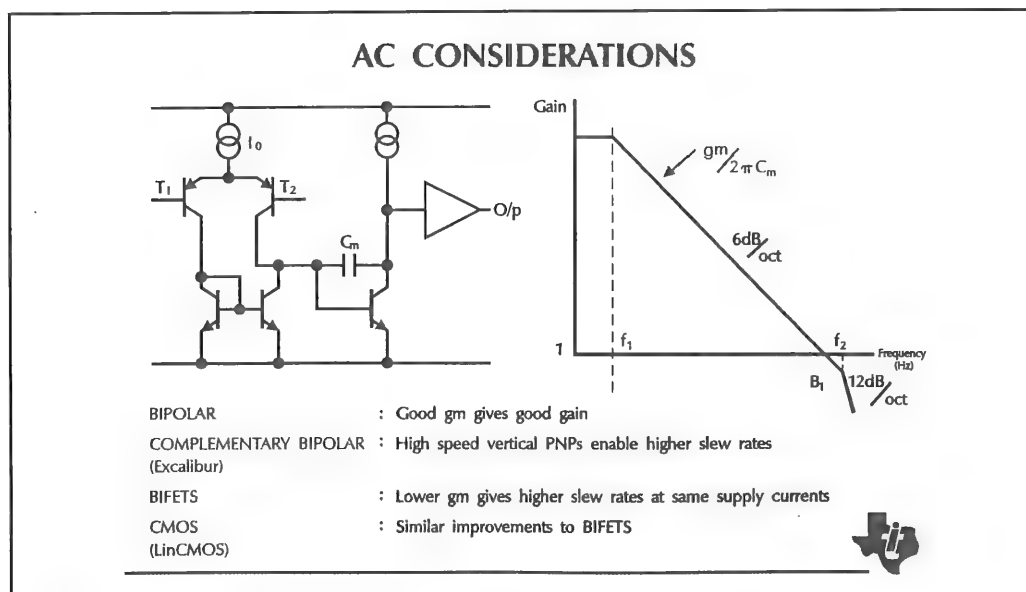 AC CONSIDERATIONS
I₀
T₁
T₂
Cₘ
O/p
Gain
gm/2πCₘ
6dB/oct
1
f₁
f₂
Frequency
(Hz)
B₁
12dB/oct
BIPOLAR : Good gm gives good gain
COMPLEMENTARY BIPOLAR : High speed vertical PNPs enable higher slew rates
(Excalibur)
BIFETS : Lower gm gives higher slew rates at same supply currents
CMOS : Similar improvements to BIFETS
(LinCMOS)